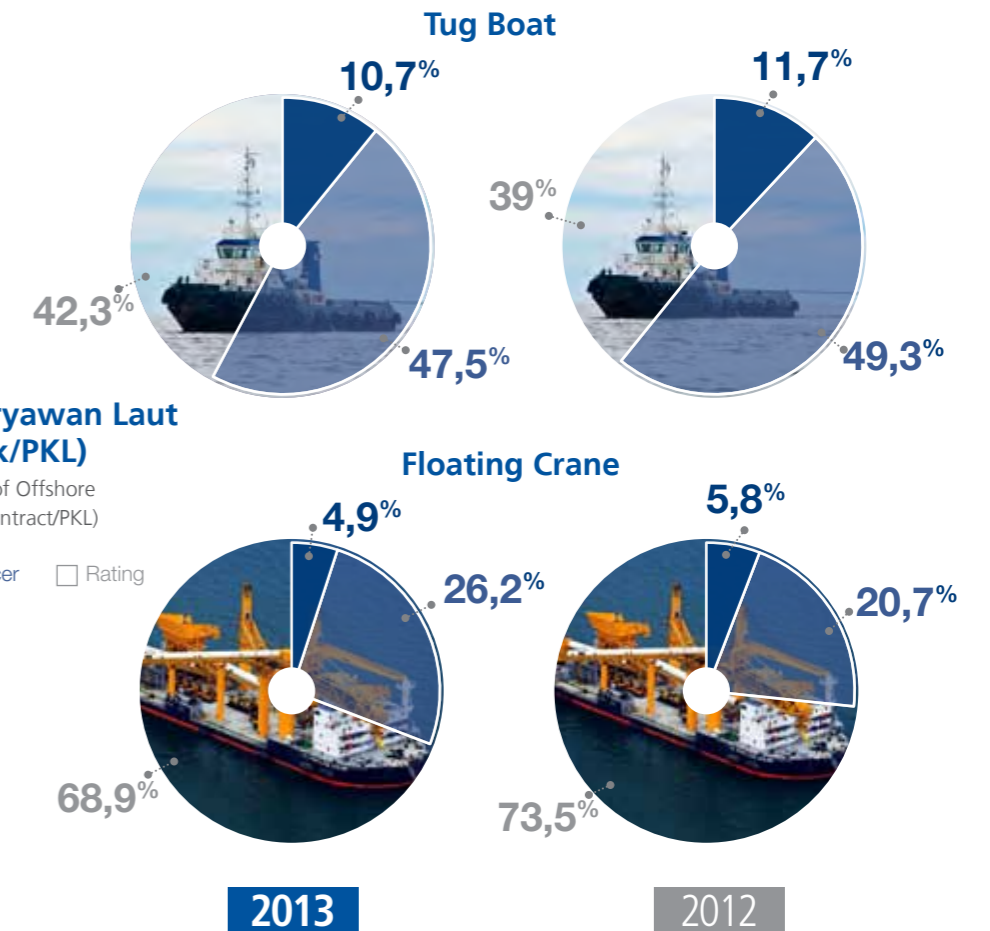 Tug Boat
10,7%
11,7%
39%
42,3%
47,5%
49,3%
yawan Laut
k/PKL)
of Offshore
ntract/PKL)
cer Rating
Floating Crane
4,9%
5,8%
26,2%
20,7%
68,9%
73,5%
2013
2012